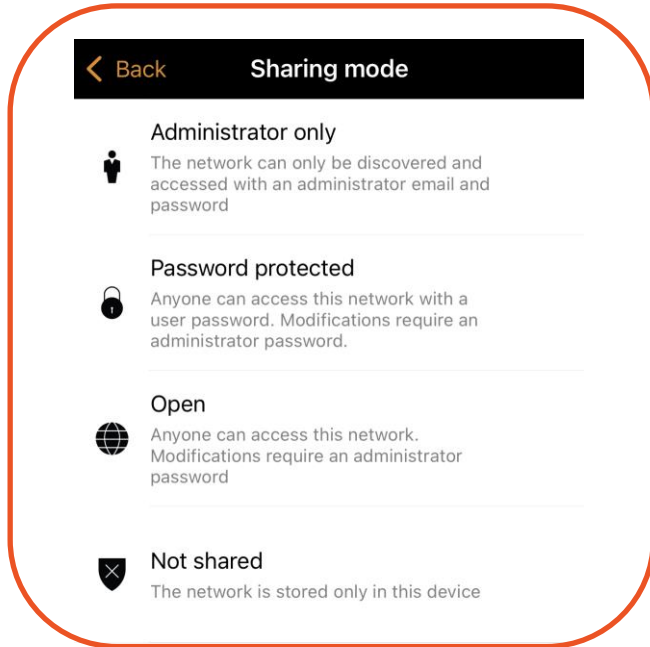 Back Sharing mode
Administrator only
The network can only be discovered and
accessed with an administrator email and
password
Password protected
Anyone can access this network with a
user password. Modifications require an
administrator password.
Open
Anyone can access this network.
Modifications require an administrator
password
Not shared
The network is stored only in this device